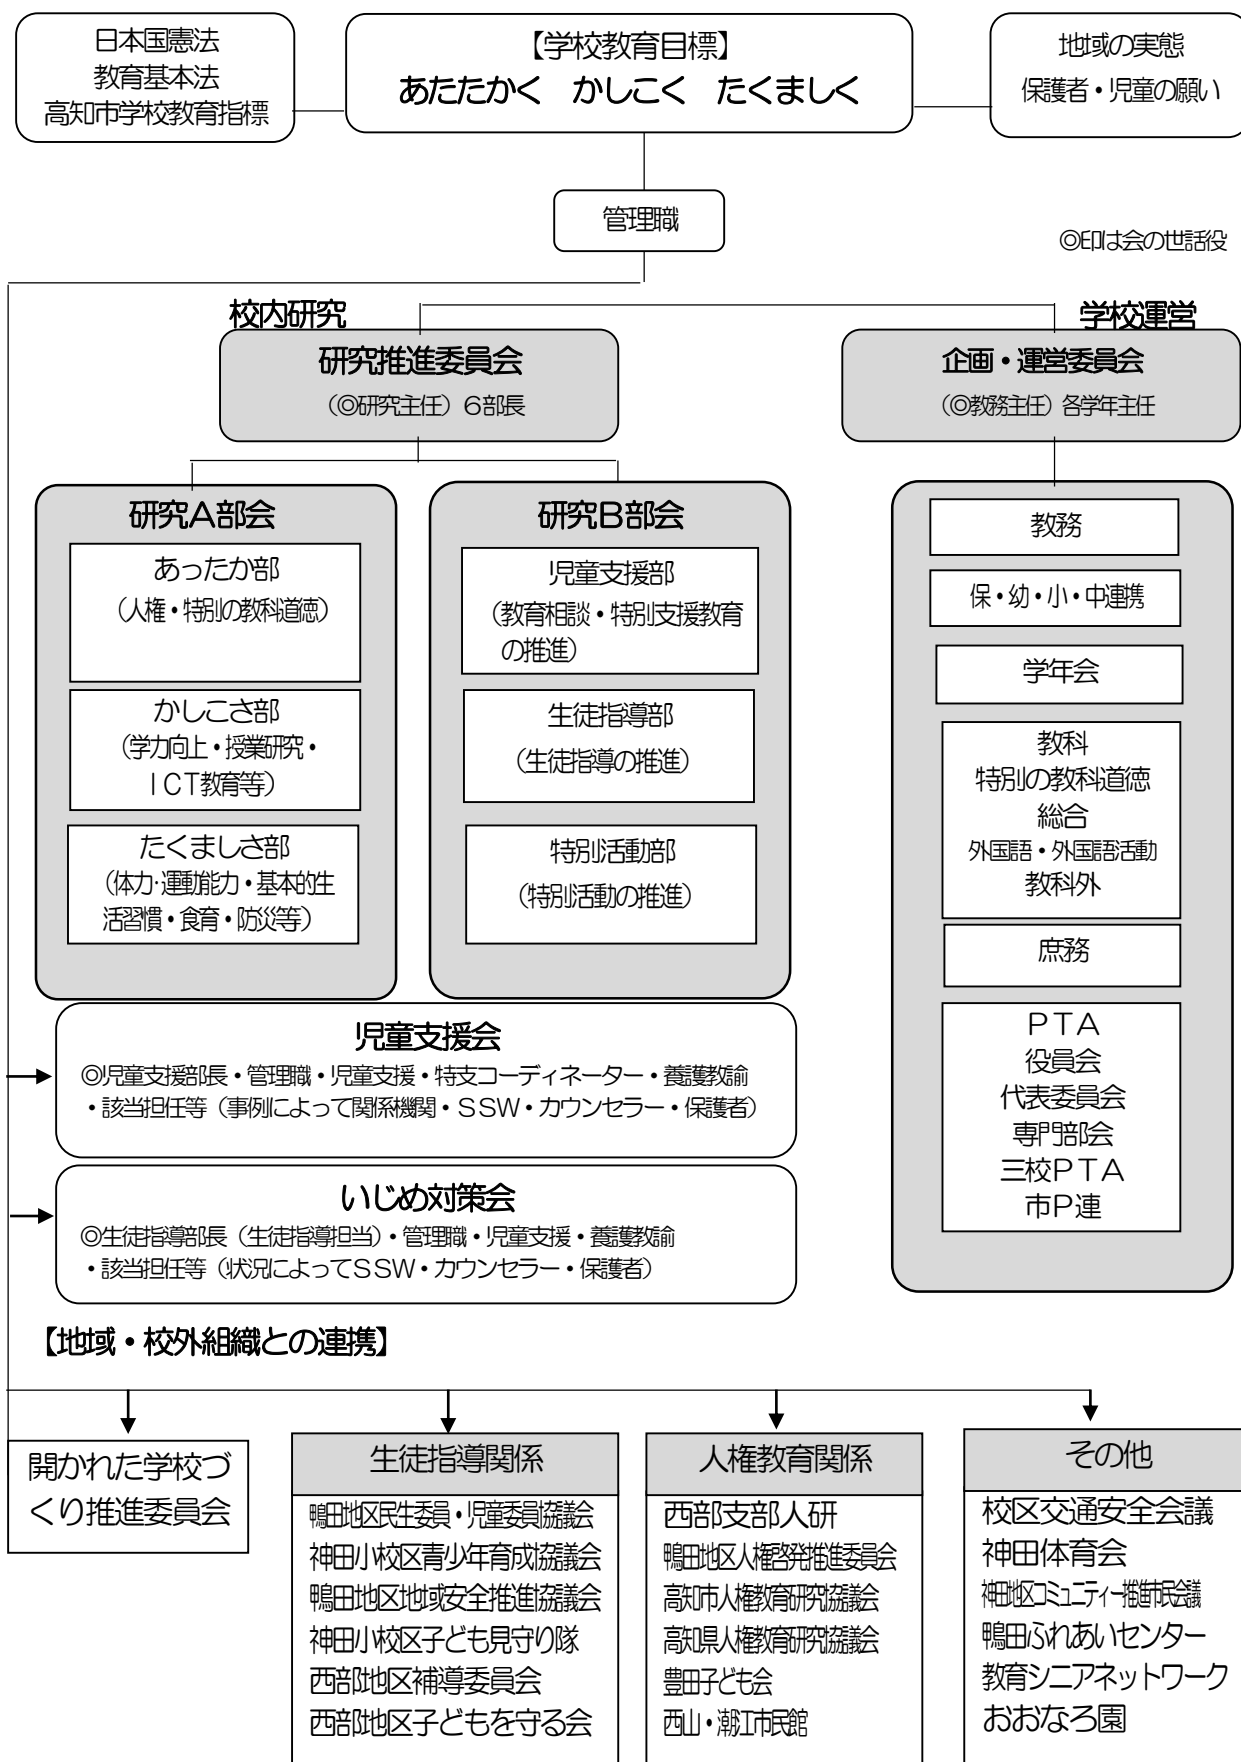 日本国憲法
教育基本法
高知市学校教育指標
【学校教育目標】
あたたかく　かしこく　たくましく
地域の実態
保護者・児童の願い
管理職
◎印は会の世話役
校内研究
研究推進委員会
（◎研究主任）６部長
学校運営
企画・運営委員会
（◎教務主任）各学年主任
研究Ａ部会
あったか部
（人権・特別の教科道徳）
かしこさ部
（学力向上・授業研究・
ＩＣＴ教育等）
たくましさ部
（体力・運動能力・基本的生
活習慣・食育・防災等）
研究Ｂ部会
児童支援部
（教育相談・特別支援教育
の推進）
生徒指導部
（生徒指導の推進）
特別活動部
（特別活動の推進）
教務
保・幼・小・中連携
学年会
教科
特別の教科道徳
総合
外国語・外国語活動
教科外
庶務
ＰＴＡ
役員会
代表委員会
専門部会
三校ＰＴＡ
市Ｐ連
児童支援会
◎児童支援部長・管理職・児童支援・特支コーディネーター・養護教諭
・該当担任等（事例によって関係機関・ＳＳＷ・カウンセラー・保護者）
いじめ対策会
◎生徒指導部長（生徒指導担当）・管理職・児童支援・養護教諭
・該当担任等（状況によってＳＳＷ・カウンセラー・保護者）
【地域・校外組織との連携】
開かれた学校づ
くり推進委員会
生徒指導関係
鴨田地区民生委員・児童委員協議会
神田小校区青少年育成協議会
鴨田地区地域安全推進協議会
神田小校区子ども見守り隊
西部地区補導委員会
西部地区子どもを守る会
人権教育関係
西部支部人研
鴨田地区人権啓発推進委員会
高知市人権教育研究協議会
高知県人権教育研究協議会
豊田子ども会
西山・潮江市民館
その他
校区交通安全会議
神田体育会
神田地区コミュニティー推進市民会議
鴨田ふれあいセンター
教育シニアネットワーク
おおなろ園